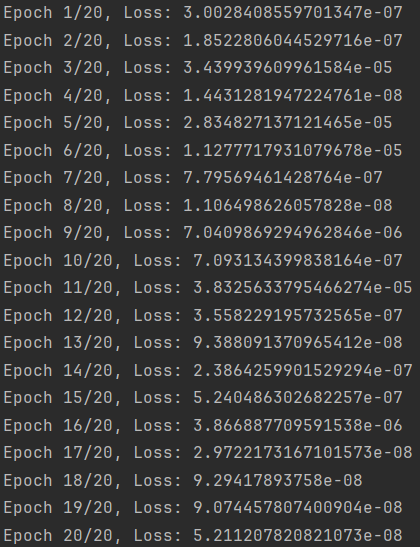 Epoch 1/20, Loss: 3.0028408559701347e-07
Epoch 2/20, Loss: 1.8522806044529716e-07
Epoch 3/20, Loss: 3.439939609961584e-05
Epoch 4/20, Loss: 1.4431281947224761e-08
Epoch 5/20, Loss: 2.834827137121465e-05
Epoch 6/20, Loss: 1.1277717931079678e-05
Epoch 7/20, Loss: 7.79569461428764e-07
Epoch 8/20, Loss: 1.106498626057828e-08
Epoch 9/20, Loss: 7.0409869294962846e-06
Epoch 10/20, Loss: 7.093134399838164e-07
Epoch 11/20, Loss: 3.8325633795466274e-05
Epoch 12/20, Loss: 3.558229195732565e-07
Epoch 13/20, Loss: 9.388091370965412e-08
Epoch 14/20, Loss: 2.3864259901529294e-07
Epoch 15/20, Loss: 5.240486302682257e-07
Epoch 16/20, Loss: 3.866887709591538e-06
Epoch 17/20, Loss: 2.9722173167101573e-08
Epoch 18/20, Loss: 9.29417893758e-08
Epoch 19/20, Loss: 9.074457807400904e-08
Epoch 20/20, Loss: 5.211207820821073e-08